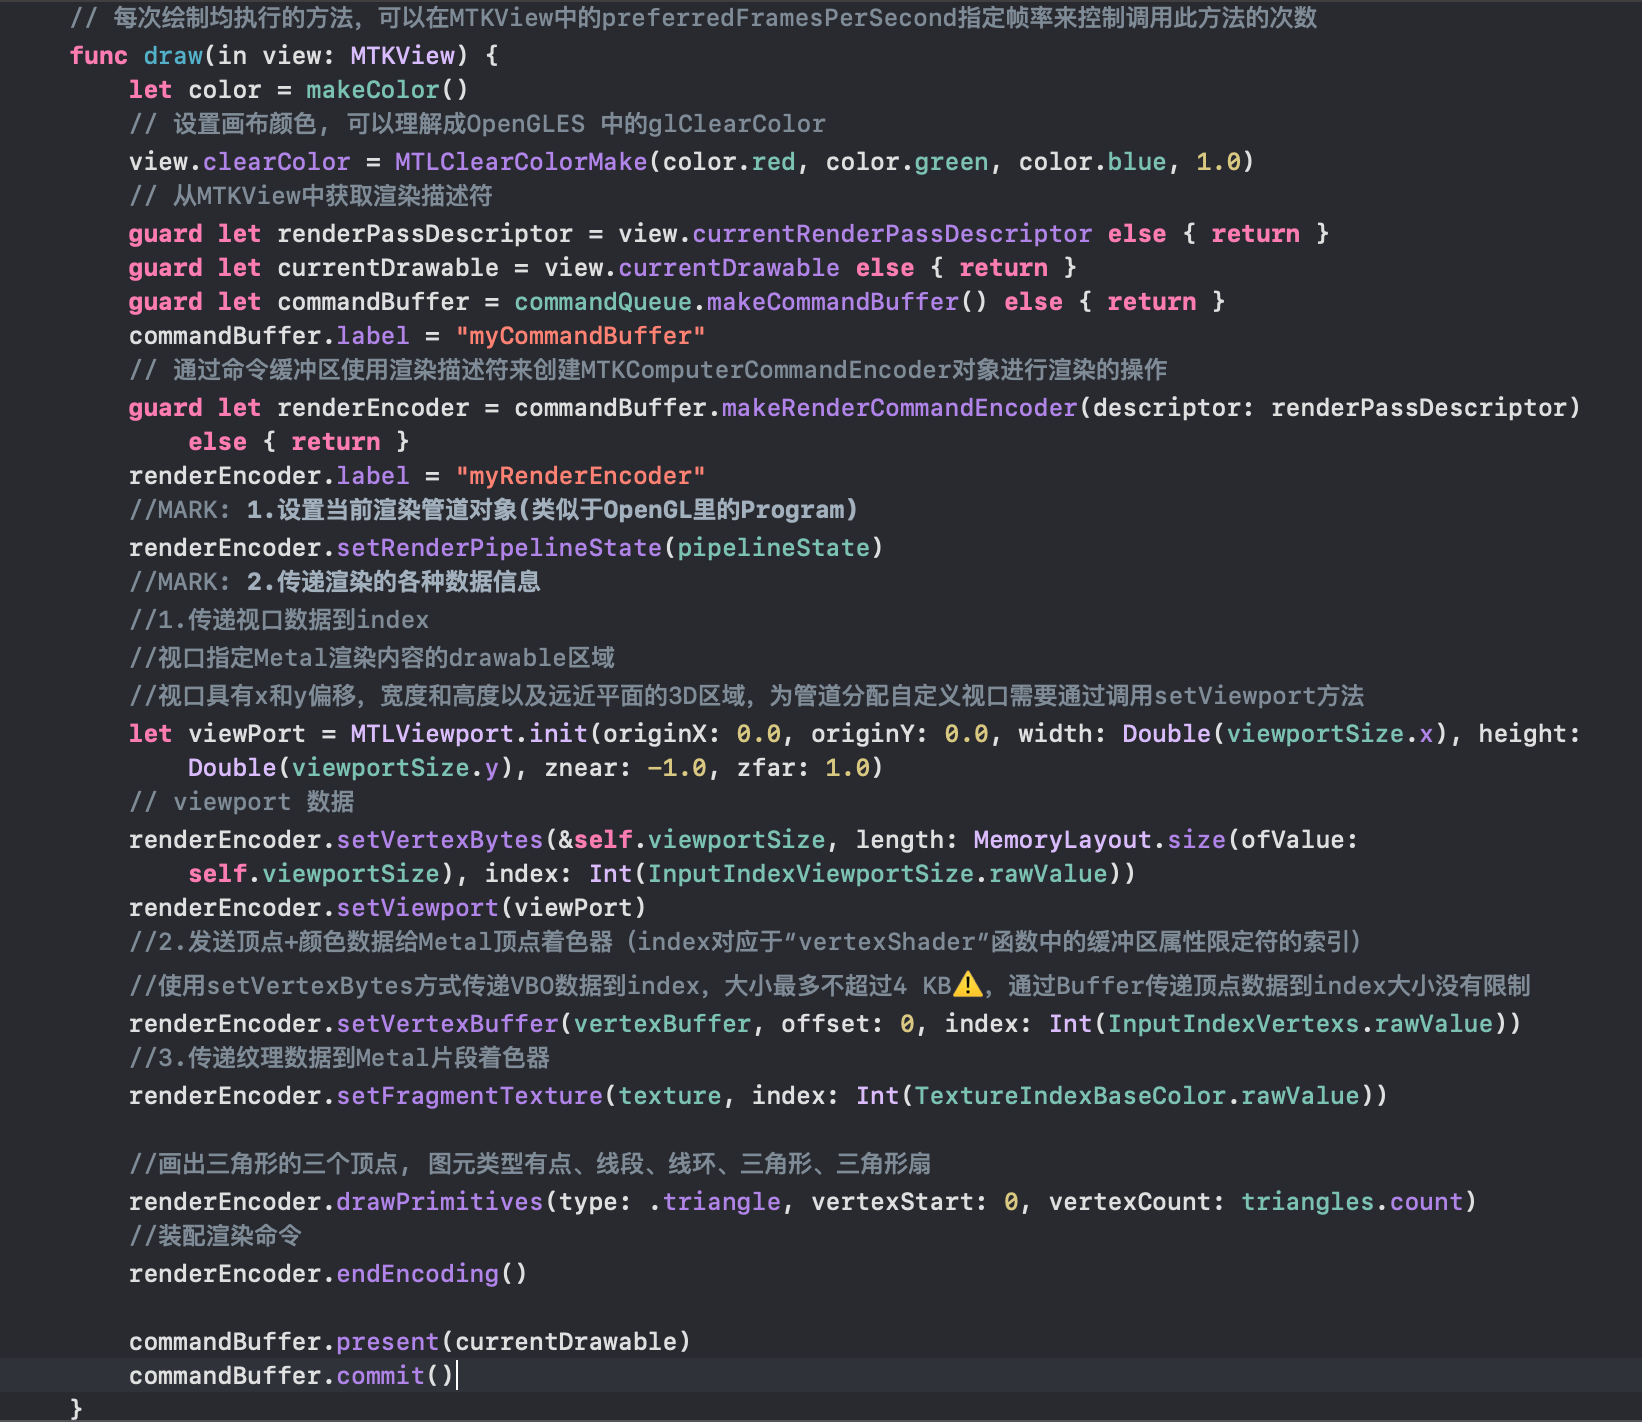 // 每次绘制均执行的方法，可以在MTKView中的preferredFramesPerSecond指定帧率来控制调用此方法的次数
func draw(in view: MTKView) {
let color = makeColor()
// 设置画布颜色, 可以理解成OpenGLES 中的glClearColor
view.clearColor = MTLClearColorMake(color.red, color.green, color.blue, 1.0)
// 从MTKView中获取渲染描述符
guard let renderPassDescriptor = view.currentRenderPassDescriptor else { return }
guard let currentDrawable = view.currentDrawable else { return }
guard let commandBuffer = commandQueue.makeCommandBuffer() else { return }
commandBuffer.label = "myCommandBuffer"
// 通过命令缓冲区使用渲染描述符来创建MTKComputerCommandEncoder对象进行渲染的操作
guard let renderEncoder = commandBuffer.makeRenderCommandEncoder(descriptor: renderPassDescriptor)
else { return }
renderEncoder.label = "myRenderEncoder"
//MARK: 1.设置当前渲染管道对象(类似于OpenGL里的Program)
renderEncoder.setRenderPipelineState(pipelineState)
//MARK: 2.传递渲染的各种数据信息
//1.传递视口数据到index
//视口指定Metal渲染内容的drawable区域
//视口具有x和y偏移，宽度和高度以及远近平面的3D区域，为管道分配自定义视口需要通过调用setViewport方法
let viewPort = MTLViewport.init(originX: 0.0, originY: 0.0, width: Double(viewportSize.x), height:
Double(viewportSize.y), znear: -1.0, zfar: 1.0)
// viewport 数据
renderEncoder.setVertexBytes(&self.viewportSize, length: MemoryLayout.size(ofValue:
self.viewportSize), index: Int(InputIndexViewportSize.rawValue))
renderEncoder.setViewport(viewPort)
//2.发送顶点+颜色数据给Metal顶点着色器（index对应于“vertexShader”函数中的缓冲区属性限定符的索引）
//使用setVertexBytes方式传递VBO数据到index，大小最多不超过4 KB⚠️，通过Buffer传递顶点数据到index大小没有限制
renderEncoder.setVertexBuffer(vertexBuffer, offset: 0, index: Int(InputIndexVertexs.rawValue))
//3.传递纹理数据到Metal片段着色器
renderEncoder.setFragmentTexture(texture, index: Int(TextureIndexBaseColor.rawValue))
//画出三角形的三个顶点, 图元类型有点、线段、线环、三角形、三角形扇
renderEncoder.drawPrimitives(type: .triangle, vertexStart: 0, vertexCount: triangles.count)
//装配渲染命令
renderEncoder.endEncoding()
commandBuffer.present(currentDrawable)
commandBuffer.commit()
}